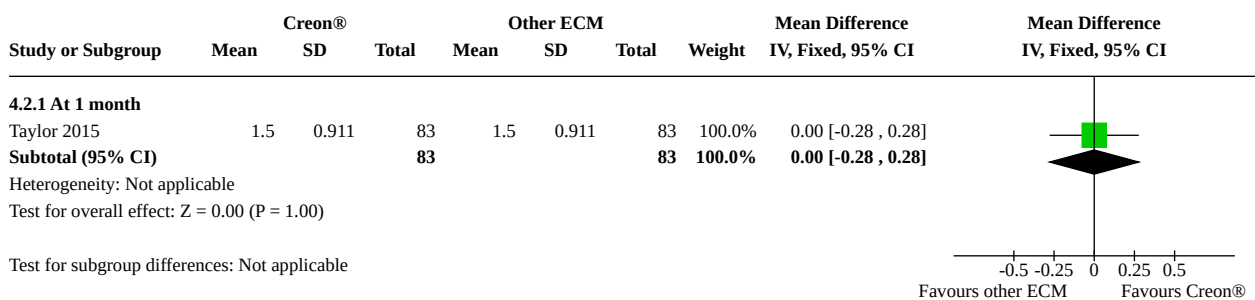 Creon® Other ECM Mean Difference Mean Difference
Study or Subgroup Mean SD Total Mean SD Total Weight IV, Fixed, 95% CI IV, Fixed, 95% CI
4.2.1 At 1 month
Taylor 2015 1.5 0.911 83 1.5 0.911 83 100.0% 0.00 [-0.28 , 0.28]
Subtotal (95% CI) 83 83 100.0% 0.00 [-0.28 , 0.28]
Heterogeneity: Not applicable
Test for overall effect: Z = 0.00 (P = 1.00)
Test for subgroup differences: Not applicable
-0.5 -0.25 0 0.25 0.5
Favours other ECM Favours Creon®